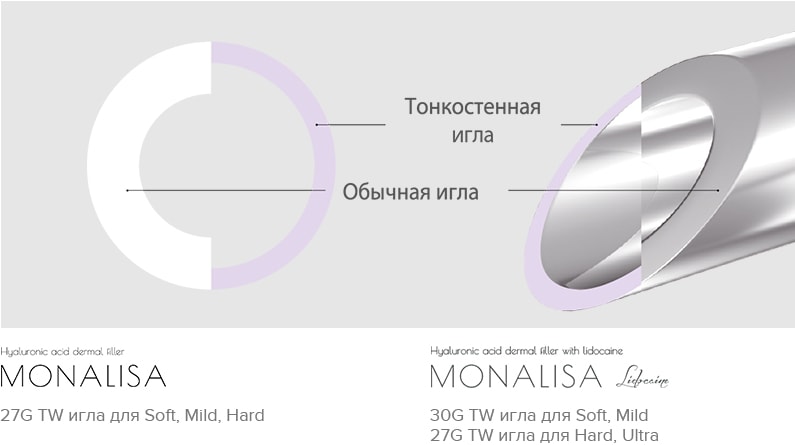 Тонкостенная
игла
Обычная игла
Hyaluronic acid dermal filler
MONALISA
27G TW игла для Soft, Mild, Hard
Hyaluronic acid dermal filler with lidocaine
MONALISA Lidocaine
30G TW игла для Soft, Mild
27G TW игла для Hard, Ultra